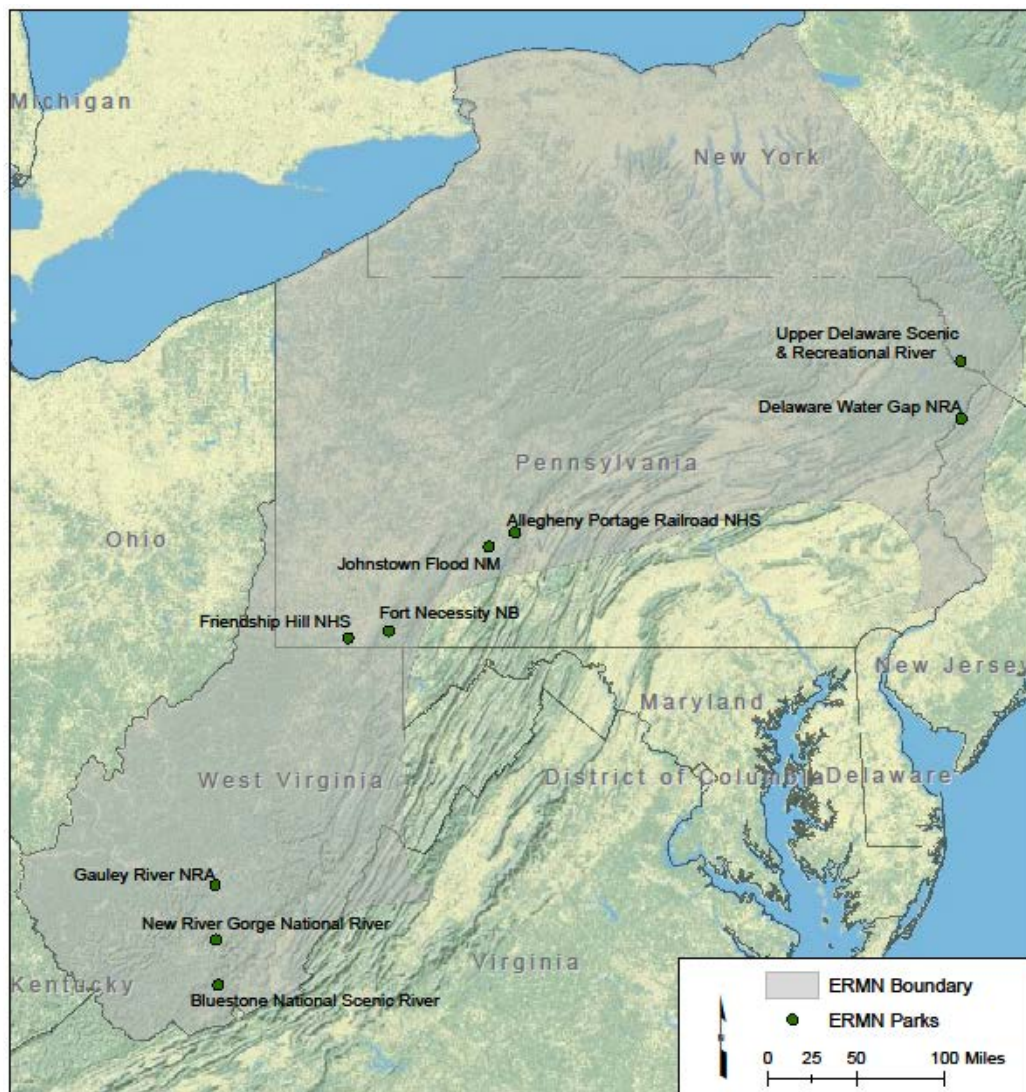 Michigan
New York
Upper Delaware Scenic
& Recreational River
Delaware Water Gap NRA
Pennsylvania
Allegheny Portage Railroad NHS
Ohio
Johnstown Flood NM
Fort Necessity NB
Friendship Hill NHS
New Jersey
Maryland
West Virginia
District of Columbia
Delaware
Gauley River NRA
New River Gorge National River
Virginia
Kentucky
Bluestone National Scenic River
ERMN Boundary
ERMN Parks
N
0 25 50 100 Miles